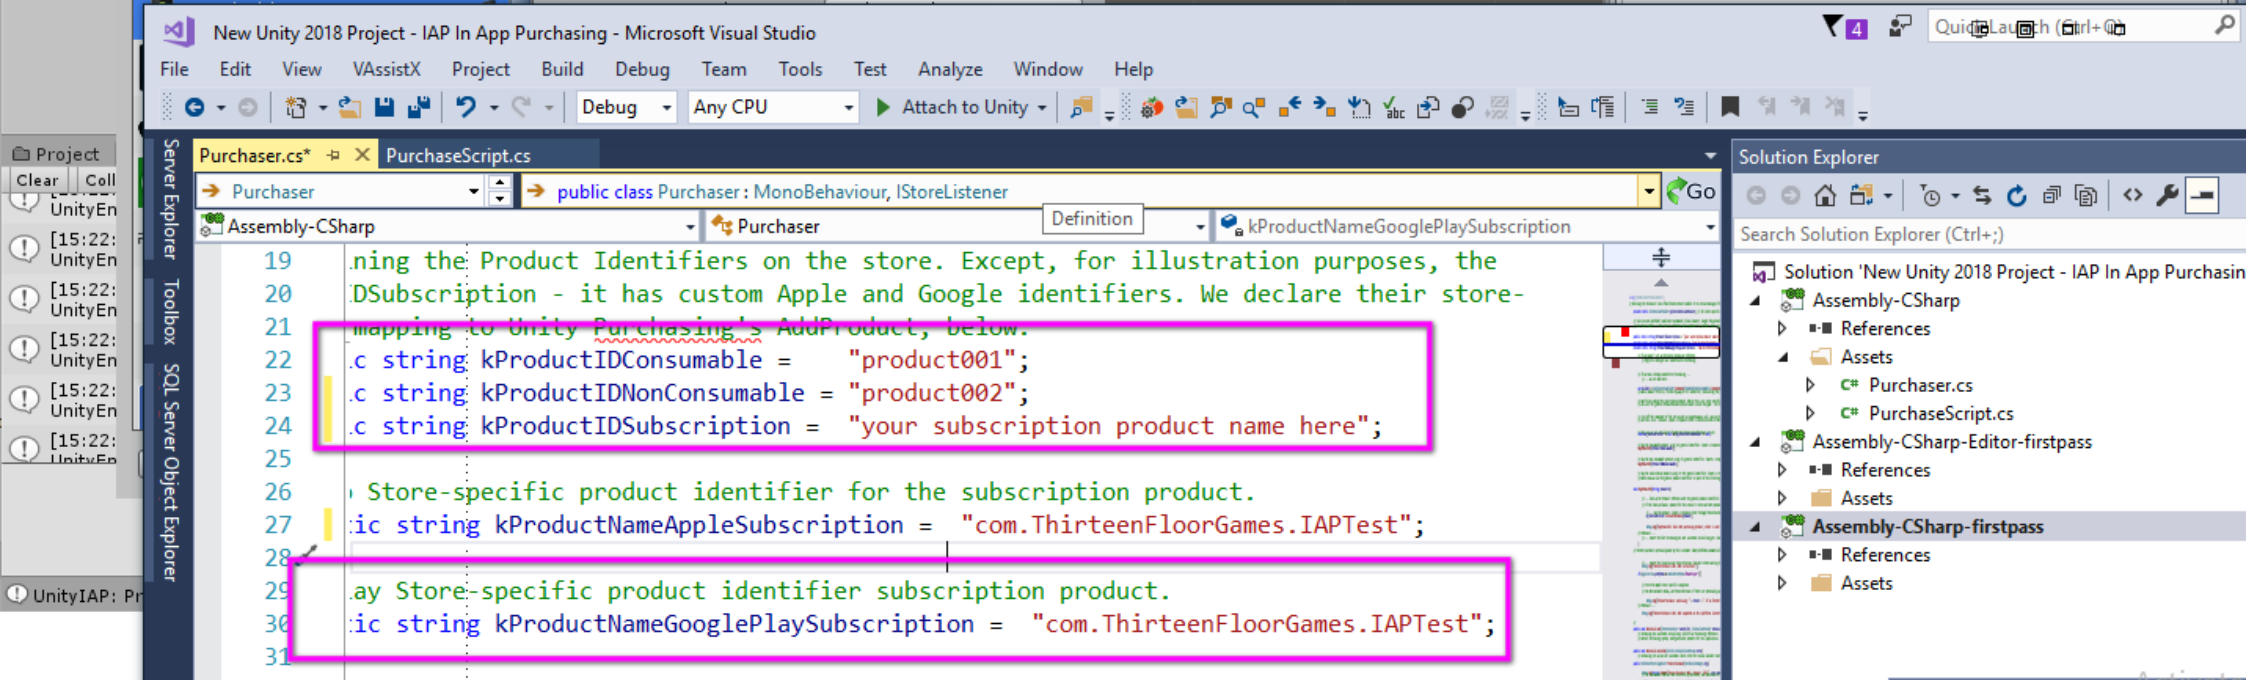 New Unity 2018 Project - IAP In App Purchasing - Microsoft Visual Studio
4
File Edit View VAssistX Project Build Debug Team Tools Test Analyze Window Help
Debug Any CPU Attach to Unity
Project
Clear Coll
UnityEn
[15:22:
UnityEn
[15:22:
UnityEn
[15:22:
UnityEn
[15:22:
UnityEn
[15:22:
UnityIAP: Pr
Server Explorer
Toolbox
SQL Server Object Explorer
Purchaser.cs* PurchaseScript.cs
Purchaser public class Purchaser : MonoBehaviour, IStoreListener Go
Definition
Assembly-CSharp Purchaser kProductNameGooglePlaySubscription
19 ning the Product Identifiers on the store. Except, for illustration purposes, the
20 DSubscription - it has custom Apple and Google identifiers. We declare their store-
21 mapping to Unity Purchasing's AddProduct, below.
22 c string kProductIDConsumable = "product001";
23 c string kProductIDNonConsumable = "product002";
24 c string kProductIDSubscription = "your subscription product name here";
25
26 Store-specific product identifier for the subscription product.
27 ic string kProductNameAppleSubscription = "com.ThirteenFloorGames.IAPTest";
28
29 ay Store-specific product identifier subscription product.
30 ic string kProductNameGooglePlaySubscription = "com.ThirteenFloorGames.IAPTest";
31
Solution Explorer
Search Solution Explorer (Ctrl+;)
Solution 'New Unity 2018 Project - IAP In App Purchasin
Assembly-CSharp
References
Assets
C# Purchaser.cs
C# PurchaseScript.cs
Assembly-CSharp-Editor-firstpass
References
Assets
Assembly-CSharp-firstpass
References
Assets